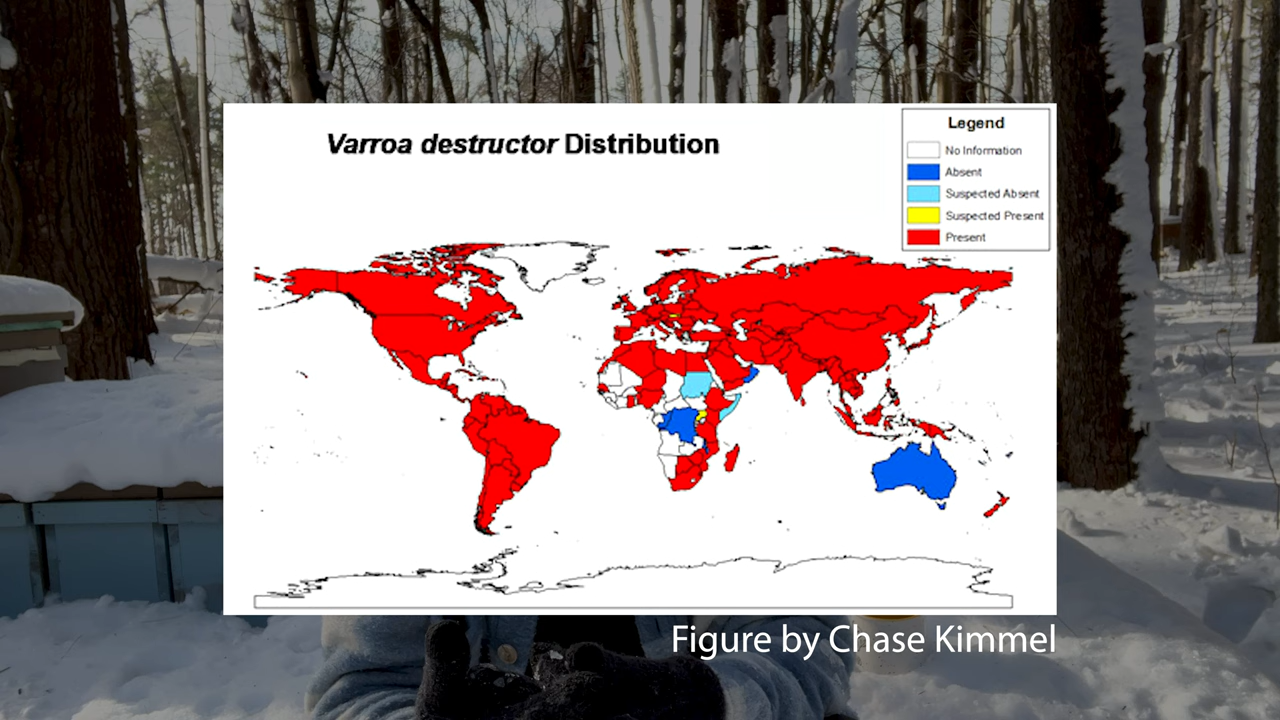 Varroa destructor Distribution
Legend
No Information
Absent
Suspected Absent
Suspected Present
Present
Figure by Chase Kimmel